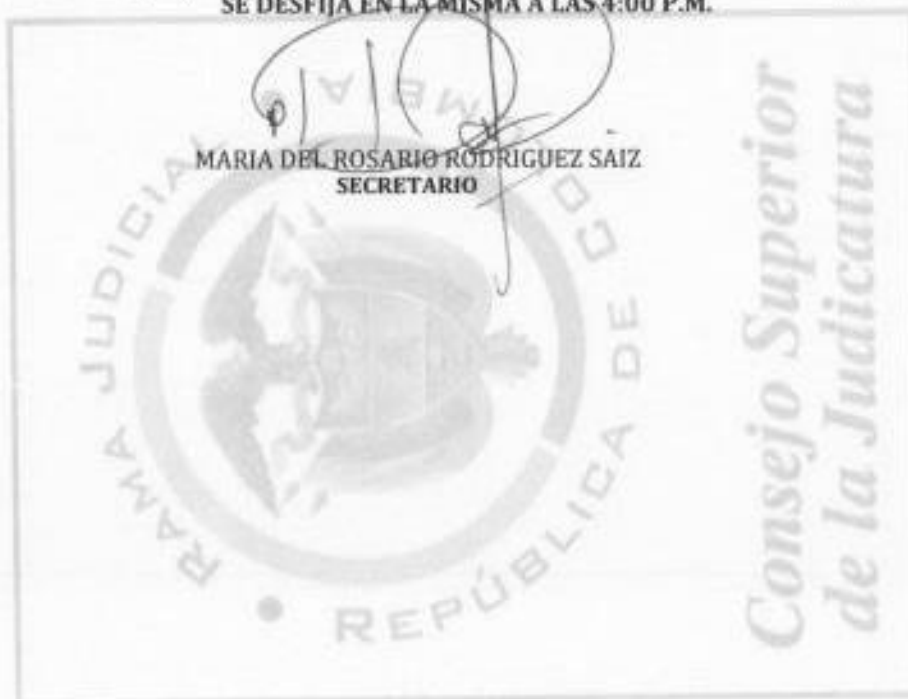 SE DESFIJA EN LA MISMA A LAS 4:00 P.M.
MARIA DEL ROSARIO RODRIGUEZ SAIZ
SECRETARIO
RAMA JUDICIAL
REPÚBLICA DE COLOMBIA
Consejo Superior
de la Judicatura